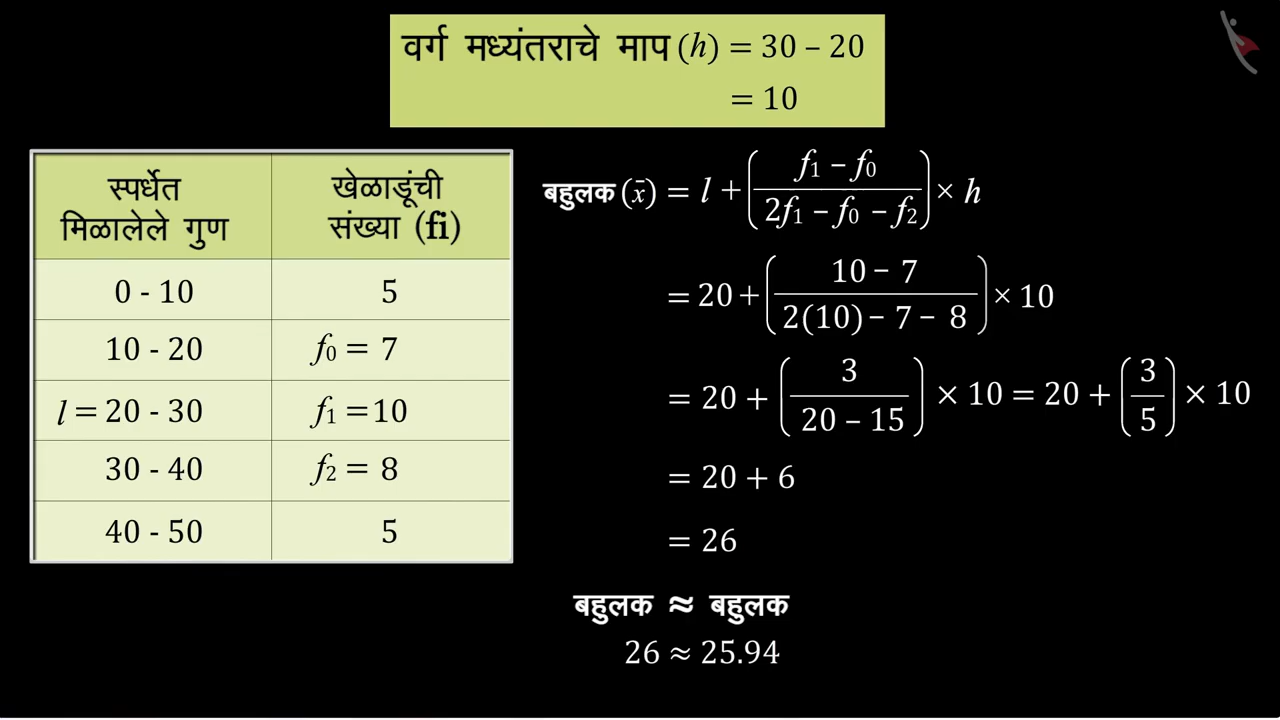 वर्ग मध्यंतराचे माप (h) = 30 – 20
= 10
स्पर्धेत मिळालेले गुण | खेळाडूंची संख्या (fi)
0 - 10 | 5
10 - 20 | f₀ = 7
l = 20 - 30 | f₁ = 10
30 - 40 | f₂ = 8
40 - 50 | 5
बहुलक (x̄) = l + ((f₁ – f₀) / (2f₁ – f₀ – f₂)) × h
= 20 + ((10 – 7) / (2(10) – 7 – 8)) × 10
= 20 + (3 / (20 – 15)) × 10 = 20 + (3 / 5) × 10
= 20 + 6
= 26
बहुलक ≈ बहुलक
26 ≈ 25.94